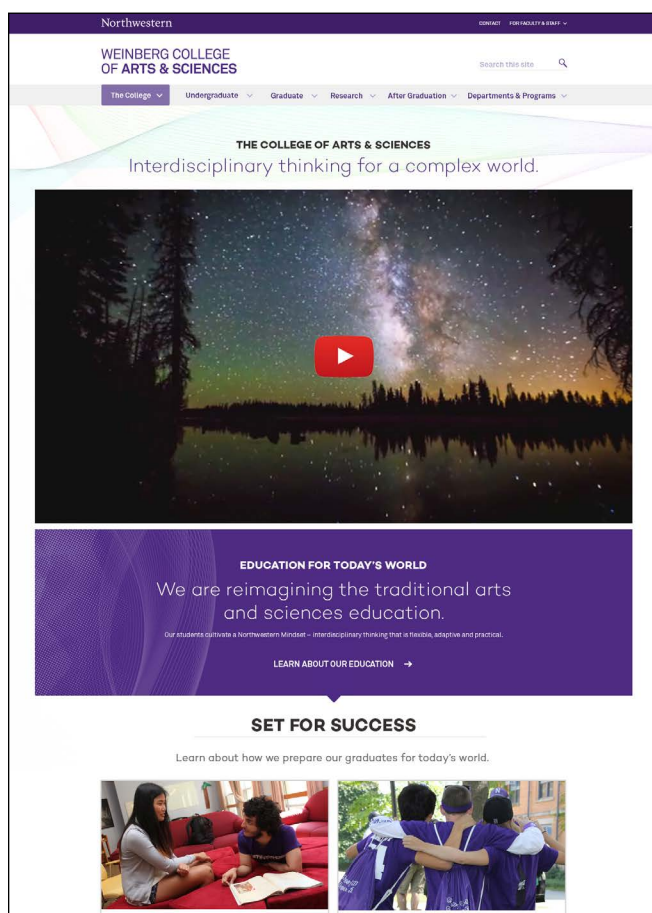 Northwestern
CONTACT FOR FACULTY & STAFF
WEINBERG COLLEGE
OF ARTS & SCIENCES
Search this site
The College Undergraduate Graduate Research After Graduation Departments & Programs
THE COLLEGE OF ARTS & SCIENCES
Interdisciplinary thinking for a complex world.
EDUCATION FOR TODAY'S WORLD
We are reimagining the traditional arts
and sciences education.
Our students cultivate a Northwestern Mindset – interdisciplinary thinking that is flexible, adaptive and practical.
LEARN ABOUT OUR EDUCATION →
SET FOR SUCCESS
Learn about how we prepare our graduates for today's world.